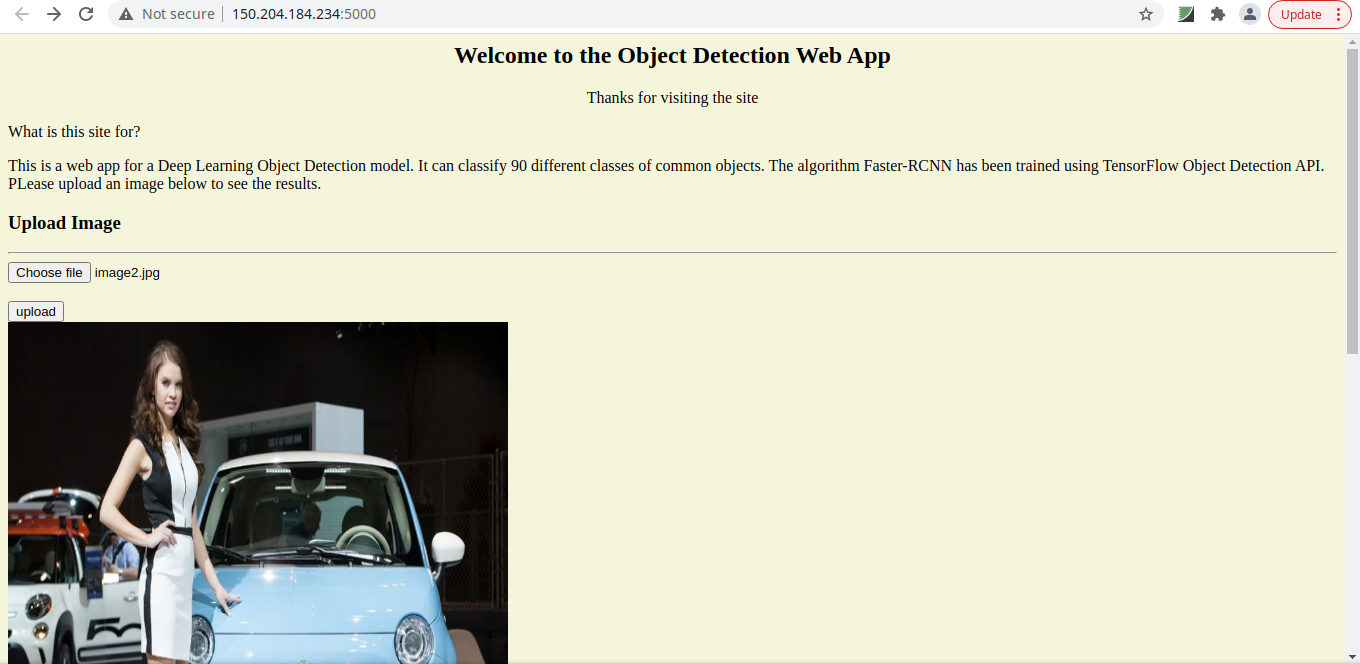 Not secure
150.204.184.234:5000
Update
Welcome to the Object Detection Web App
Thanks for visiting the site
What is this site for?
This is a web app for a Deep Learning Object Detection model. It can classify 90 different classes of common objects. The algorithm Faster-RCNN has been trained using TensorFlow Object Detection API.
PLease upload an image below to see the results.
Upload Image
Choose file image2.jpg
upload
500